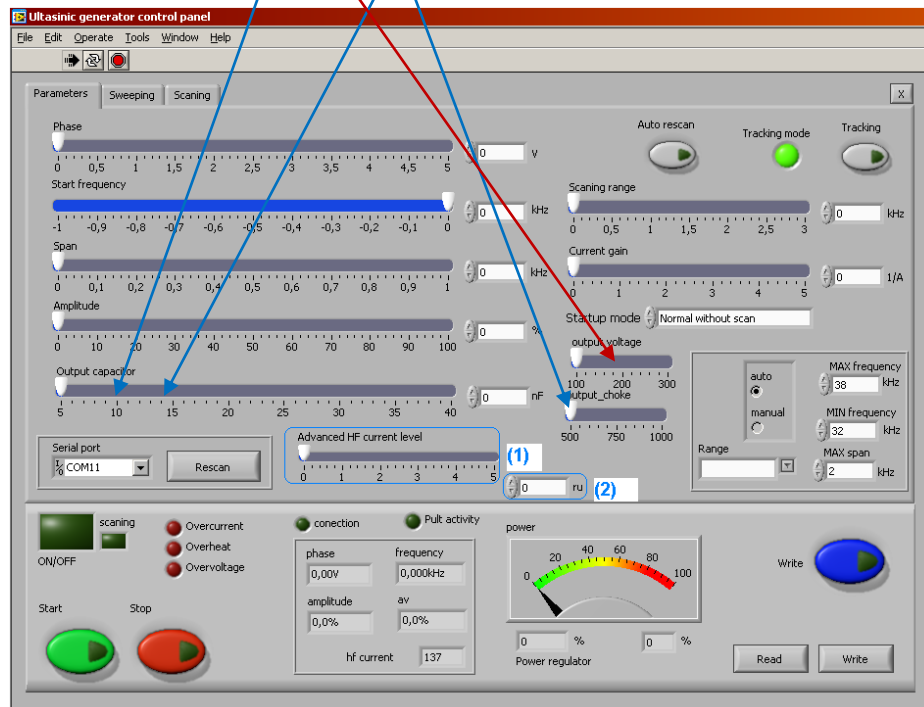 Ultasinic generator control panel
File Edit Operate Tools Window Help
Parameters Sweeping Scaning X
Phase
0 0,5 1 1,5 2 2,5 3 3,5 4 4,5 5
0 V
Auto rescan
Tracking mode
Tracking
Start frequency
-1 -0,9 -0,8 -0,7 -0,6 -0,5 -0,4 -0,3 -0,2 -0,1 0
0 kHz
Scaning range
0 0,5 1 1,5 2 2,5 3
0 kHz
Span
0 0,1 0,2 0,3 0,4 0,5 0,6 0,7 0,8 0,9 1
0 kHz
Current gain
0 1 2 3 4 5
0 1/A
Amplitude
0 10 20 30 40 50 60 70 80 90 100
0 %
Startup mode Normal without scan
output voltage
100 200 300
Output capacitor
5 10 15 20 25 30 35 40
0 nF
output_choke
500 750 1000
auto
manual
Range
MAX frequency
38 kHz
MIN frequency
32 kHz
MAX span
2 kHz
Serial port
COM11
Rescan
Advanced HF current level
0 1 2 3 4 5
(1)
0 ru (2)
ON/OFF
scaning
Overcurrent
Overheat
Overvoltage
Start Stop
conection
Pult activity
phase frequency
0,00V 0,000kHz
amplitude av
0,0% 0,0%
hf current 137
power
0 20 40 60 80 100
0 % 0 %
Power regulator
Write
Read Write